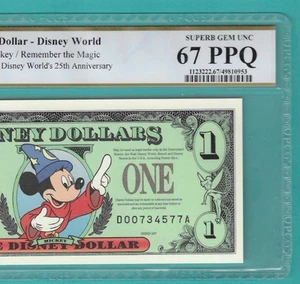 Dollar - Disney World
key / Remember the Magic
Disney World's 25th Anniversary
SUPERB GEM UNC
67 PPQ
1123222.67/49810953
NEY DOLLARS
1
ONE
D00734577A
MICKEY
E DISNEY DOLLAR
1